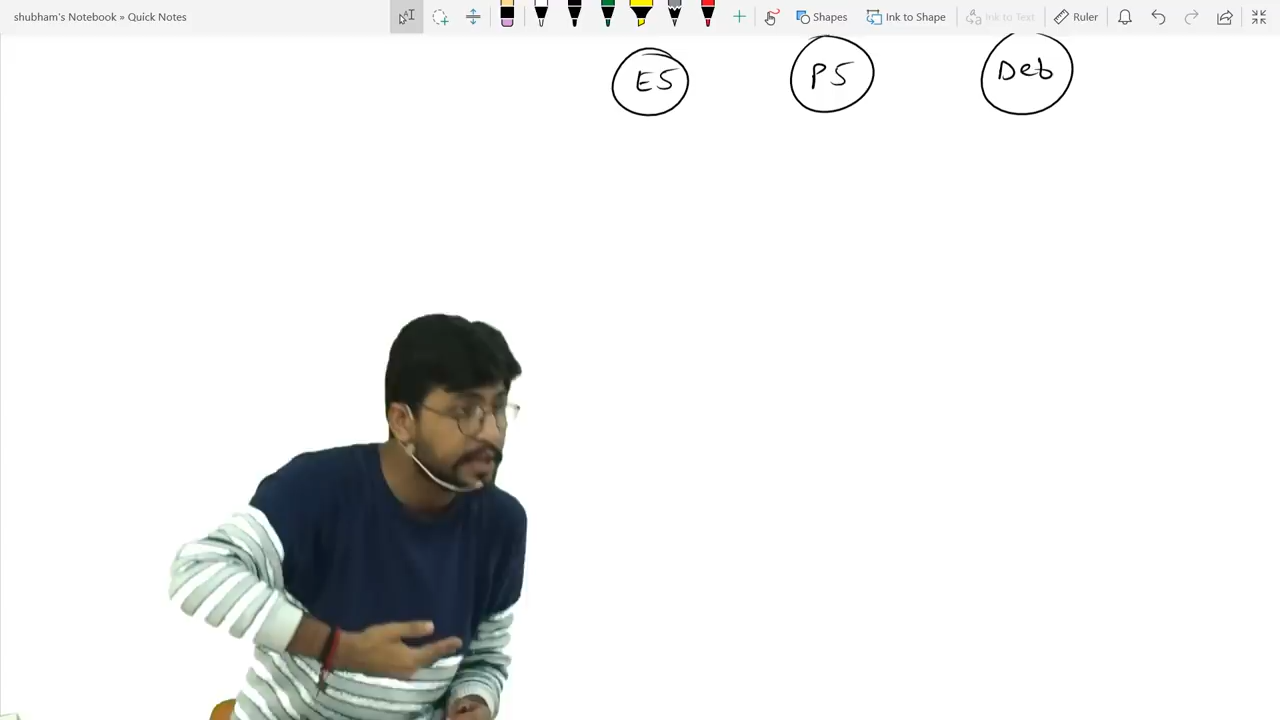 shubham's Notebook » Quick Notes
Shapes
Ink to Shape
Ink to Text
Ruler
ES PS Deb